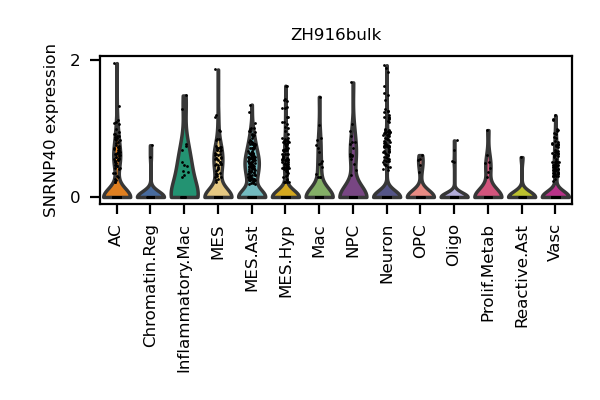 ZH916bulk
SNRNP40 expression
2
0
AC
Chromatin.Reg
Inflammatory.Mac
MES
MES.Ast
MES.Hyp
Mac
NPC
Neuron
OPC
Oligo
Prolif.Metab
Reactive.Ast
Vasc